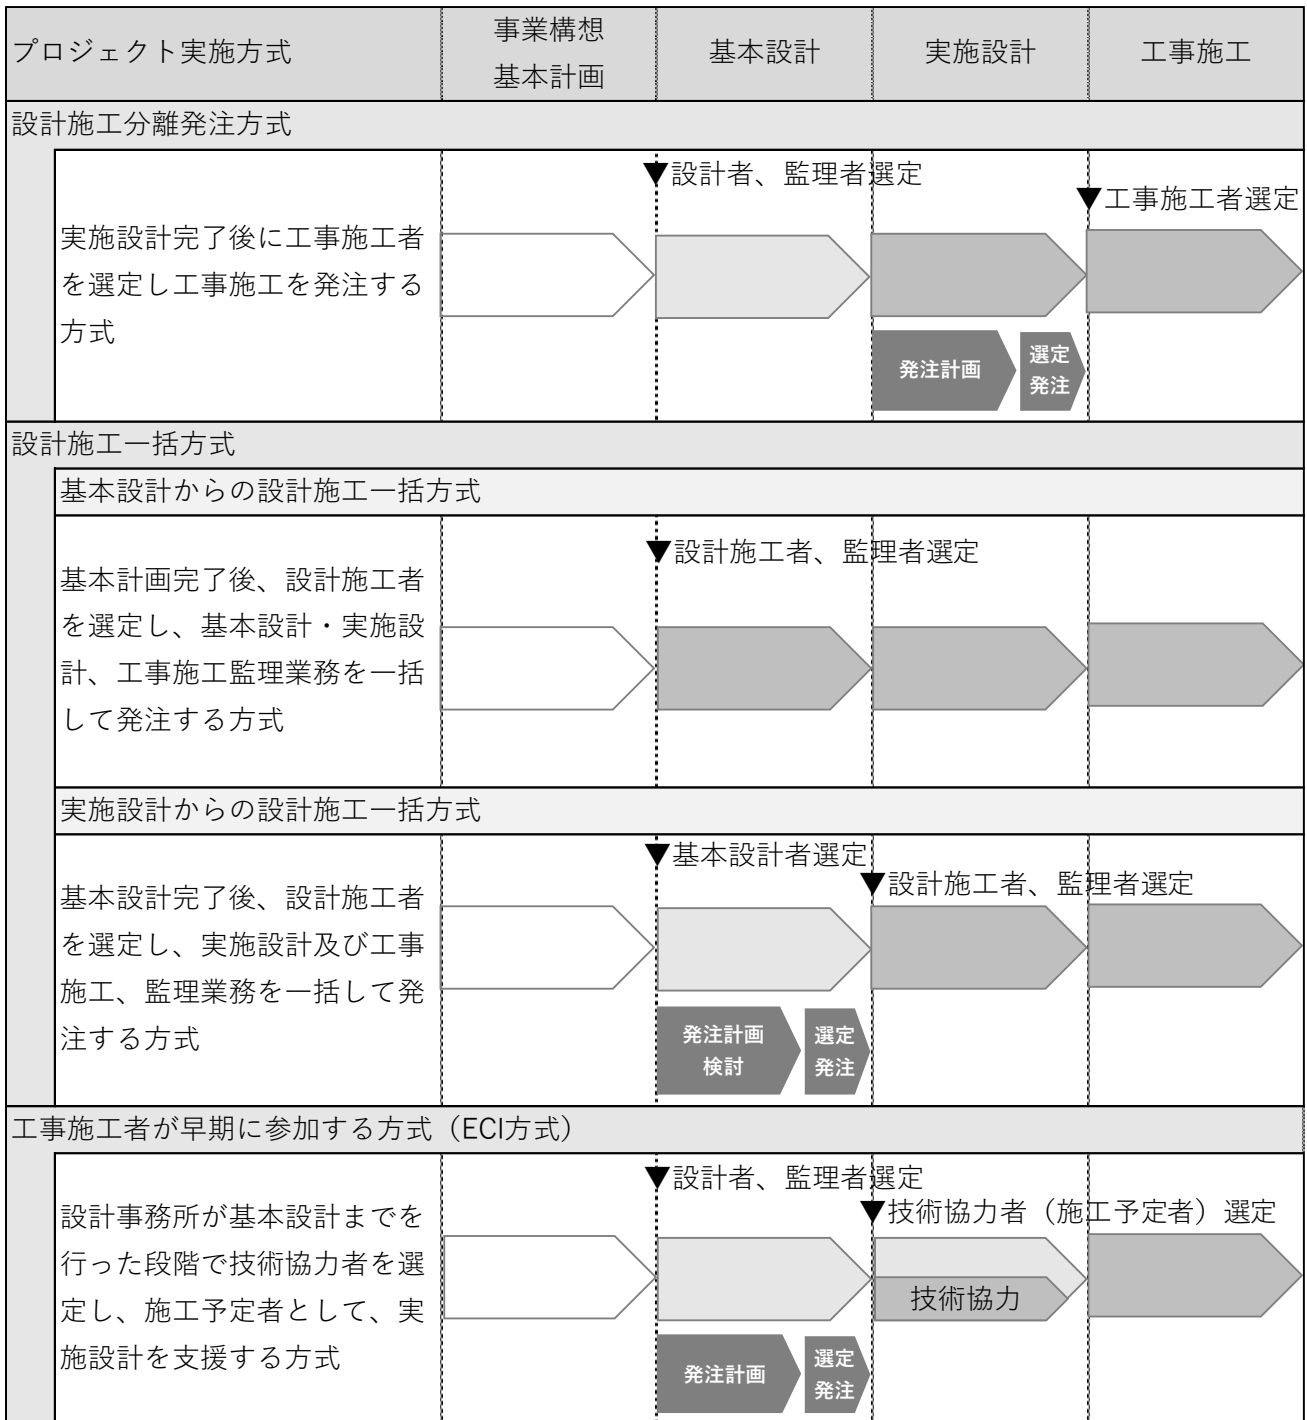 プロジェクト実施方式
事業構想
基本計画
基本設計
実施設計
工事施工
設計施工分離発注方式
実施設計完了後に工事施工者
を選定し工事施工を発注する
方式
▼設計者、監理者選定
▼工事施工者選定
発注計画
選定
発注
設計施工一括方式
基本設計からの設計施工一括方式
基本計画完了後、設計施工者
を選定し、基本設計・実施設
計、工事施工監理業務を一括
して発注する方式
▼設計施工者、監理者選定
実施設計からの設計施工一括方式
基本設計完了後、設計施工者
を選定し、実施設計及び工事
施工、監理業務を一括して発
注する方式
▼基本設計者選定
▼設計施工者、監理者選定
発注計画
検討
選定
発注
工事施工者が早期に参加する方式（ECI方式）
設計事務所が基本設計までを
行った段階で技術協力者を選
定し、施工予定者として、実
施設計を支援する方式
▼設計者、監理者選定
▼技術協力者（施工予定者）選定
技術協力
発注計画
選定
発注